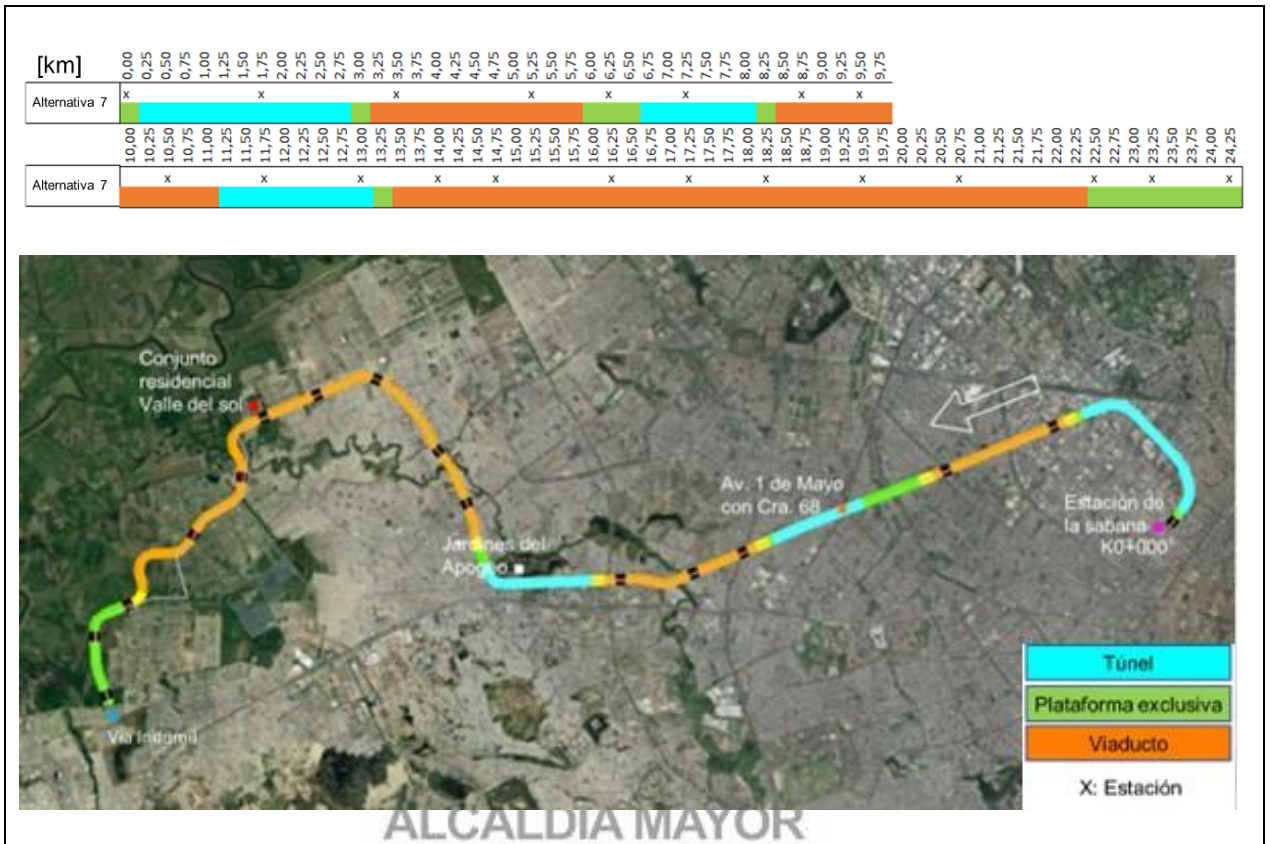 [km] 0,00 0,25 0,50 0,75 1,00 1,25 1,50 1,75 2,00 2,25 2,50 2,75 3,00 3,25 3,50 3,75 4,00 4,25 4,50 4,75 5,00 5,25 5,50 5,75 6,00 6,25 6,50 6,75 7,00 7,25 7,50 7,75 8,00 8,25 8,50 8,75 9,00 9,25 9,50 9,75
Alternativa 7 x x x x x x x x
10,00 10,25 10,50 10,75 11,00 11,25 11,50 11,75 12,00 12,25 12,50 12,75 13,00 13,25 13,50 13,75 14,00 14,25 14,50 14,75 15,00 15,25 15,50 15,75 16,00 16,25 16,50 16,75 17,00 17,25 17,50 17,75 18,00 18,25 18,50 18,75 19,00 19,25 19,50 19,75 20,00 20,25 20,50 20,75 21,00 21,25 21,50 21,75 22,00 22,25 22,50 22,75 23,00 23,25 23,50 23,75 24,00 24,25
Alternativa 7 x x x x x x x x x x x x x
Conjunto
residencial
Valle del sol
Av. 1 de Mayo
con Cra. 68
Estación de
la sabana
K0+000
Jardines del
Apogeo
Vía Indumil
Túnel
Plataforma exclusiva
Viaducto
X: Estación
ALCALDIA MAYOR